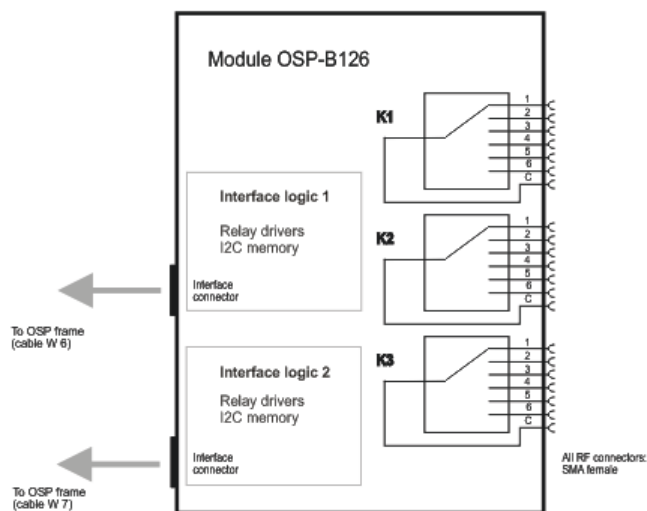 Module OSP-B126
K1
1
2
3
4
5
6
C
Interface logic 1
Relay drivers
I2C memory
Interface
connector
K2
1
2
3
4
5
6
C
To OSP frame
(cable W 6)
K3
1
2
3
4
5
6
C
Interface logic 2
Relay drivers
I2C memory
Interface
connector
All RF connectors:
SMA female
To OSP frame
(cable W 7)